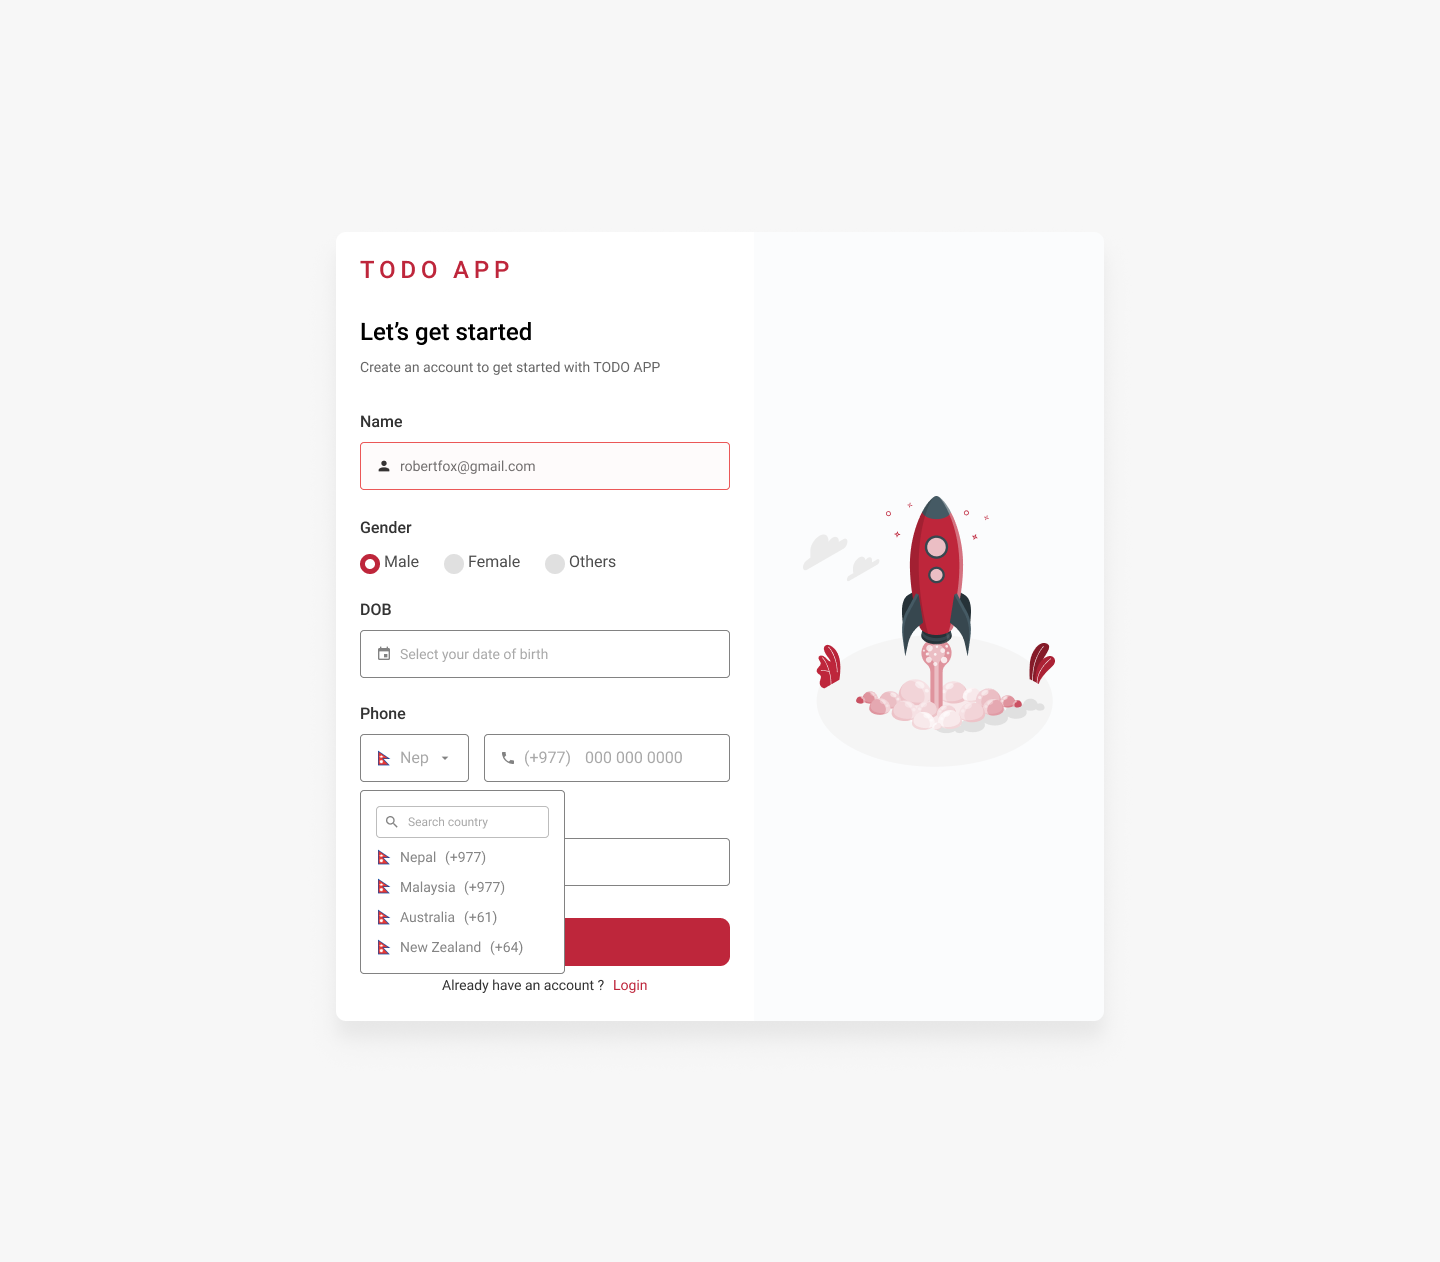 TODO APP
Let’s get started
Create an account to get started with TODO APP
Name
robertfox@gmail.com
Gender
Male Female Others
DOB
Select your date of birth
Phone
Nep (+977) 000 000 0000
Search country
Nepal (+977)
Malaysia (+977)
Australia (+61)
New Zealand (+64)
Already have an account ? Login